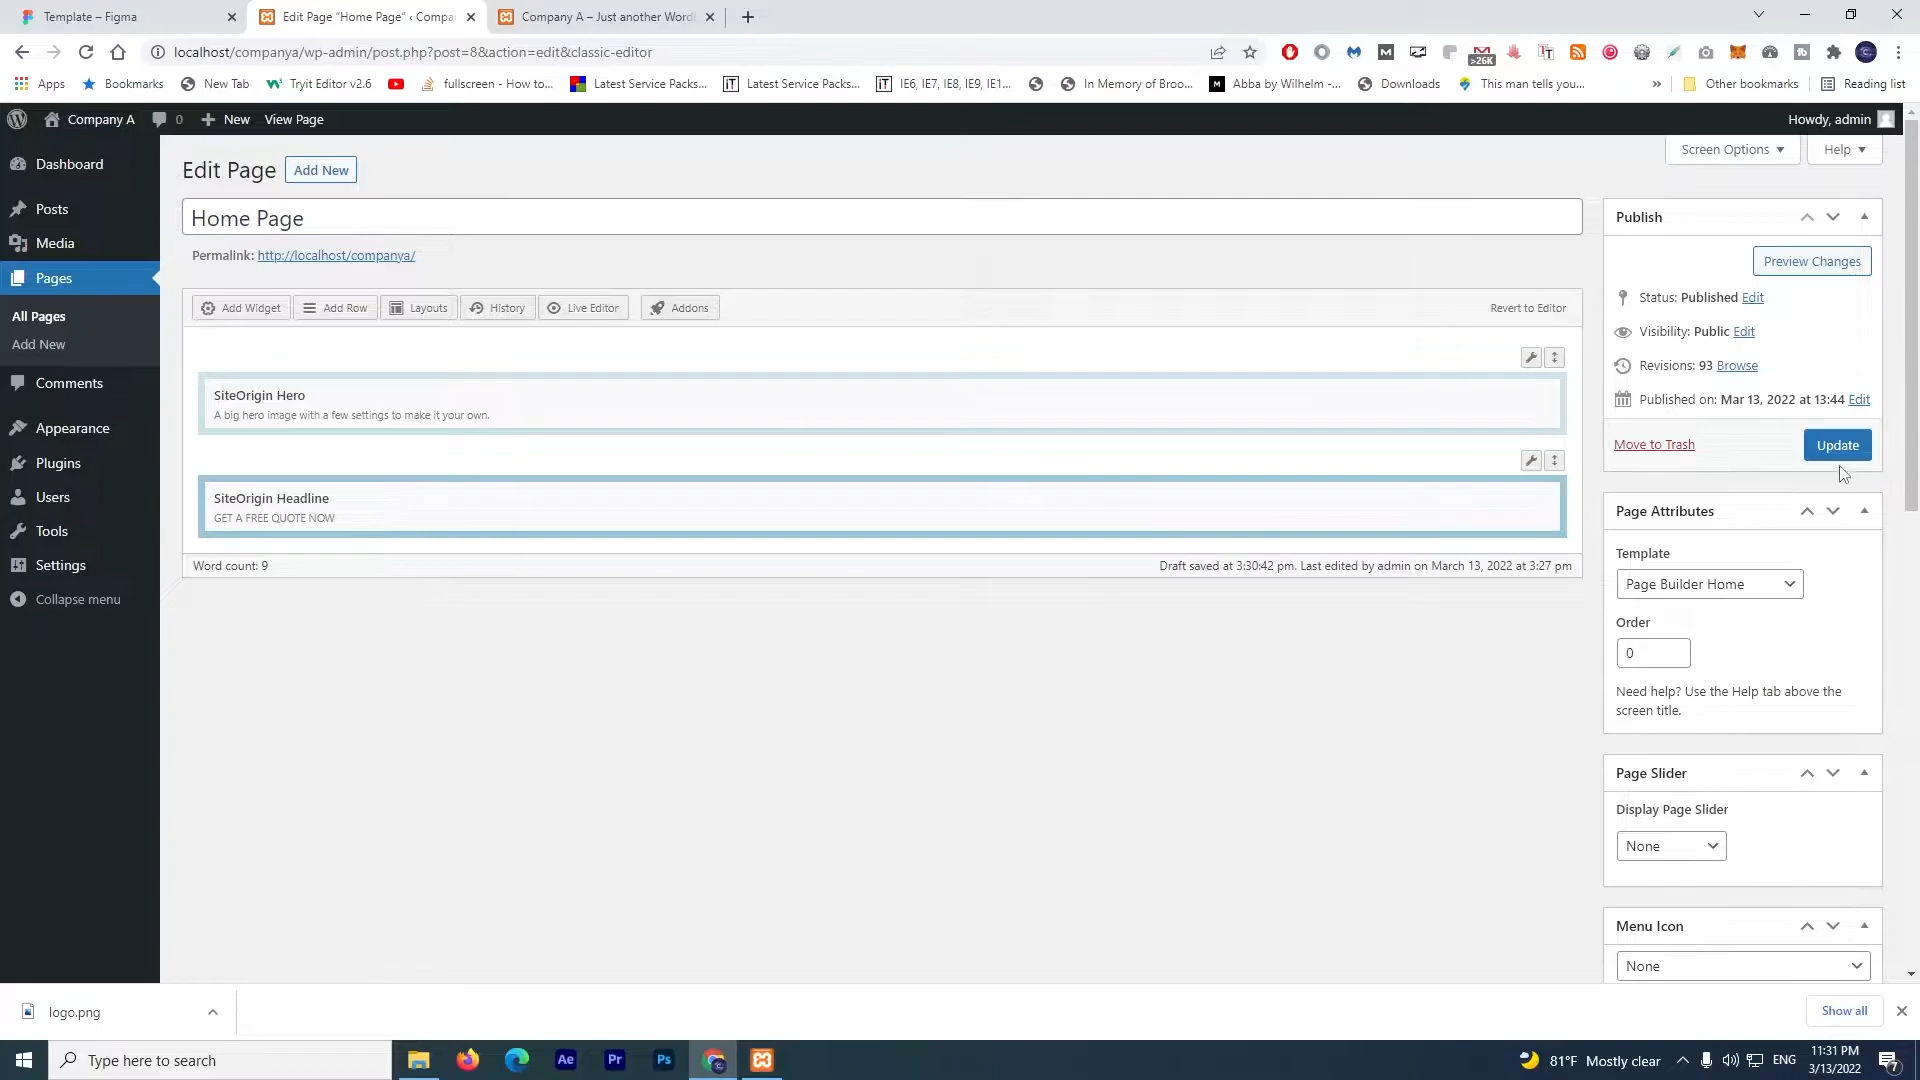 Template – Figma
Edit Page “Home Page” ‹ Compa
Company A – Just another Word
localhost/companya/wp-admin/post.php?post=8&action=edit&classic-editor
>26K
Apps
Bookmarks
New Tab
Tryit Editor v2.6
fullscreen - How to...
Latest Service Packs...
Latest Service Packs...
IE6, IE7, IE8, IE9, IE1...
In Memory of Broo...
Abba by Wilhelm -...
Downloads
This man tells you...
»
Other bookmarks
Reading list
Company A
0
New
View Page
Howdy, admin
Dashboard
Posts
Media
Pages
All Pages
Add New
Comments
Appearance
Plugins
Users
Tools
Settings
Collapse menu
Screen Options
Help
Edit Page
Add New
Home Page
Permalink: http://localhost/companya/
Add Widget
Add Row
Layouts
History
Live Editor
Addons
Revert to Editor
SiteOrigin Hero
A big hero image with a few settings to make it your own.
SiteOrigin Headline
GET A FREE QUOTE NOW
Word count: 9
Draft saved at 3:30:42 pm. Last edited by admin on March 13, 2022 at 3:27 pm
Publish
Preview Changes
Status: Published Edit
Visibility: Public Edit
Revisions: 93 Browse
Published on: Mar 13, 2022 at 13:44 Edit
Move to Trash
Update
Page Attributes
Template
Page Builder Home
Order
0
Need help? Use the Help tab above the
screen title.
Page Slider
Display Page Slider
None
Menu Icon
None
logo.png
Show all
Type here to search
Ae
Pr
Ps
81°F Mostly clear
ENG
11:31 PM
3/13/2022
7